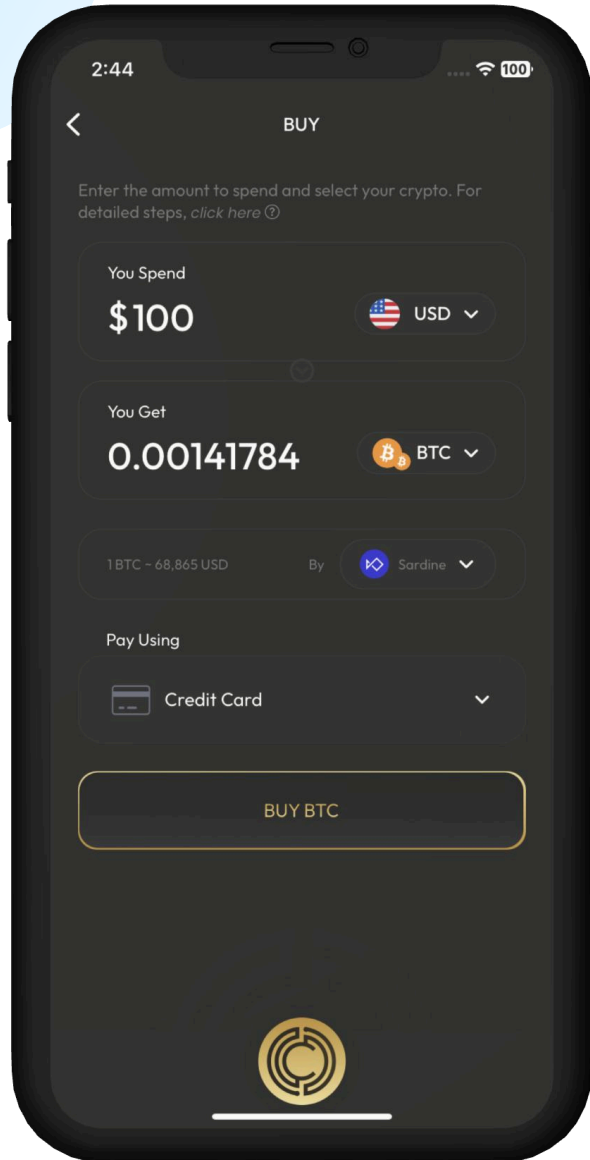 2:44
100
BUY
Enter the amount to spend and select your crypto. For
detailed steps, click here ?
You Spend
$100
USD
You Get
0.00141784
BTC
1 BTC ~ 68,865 USD By Sardine
Pay Using
Credit Card
BUY BTC